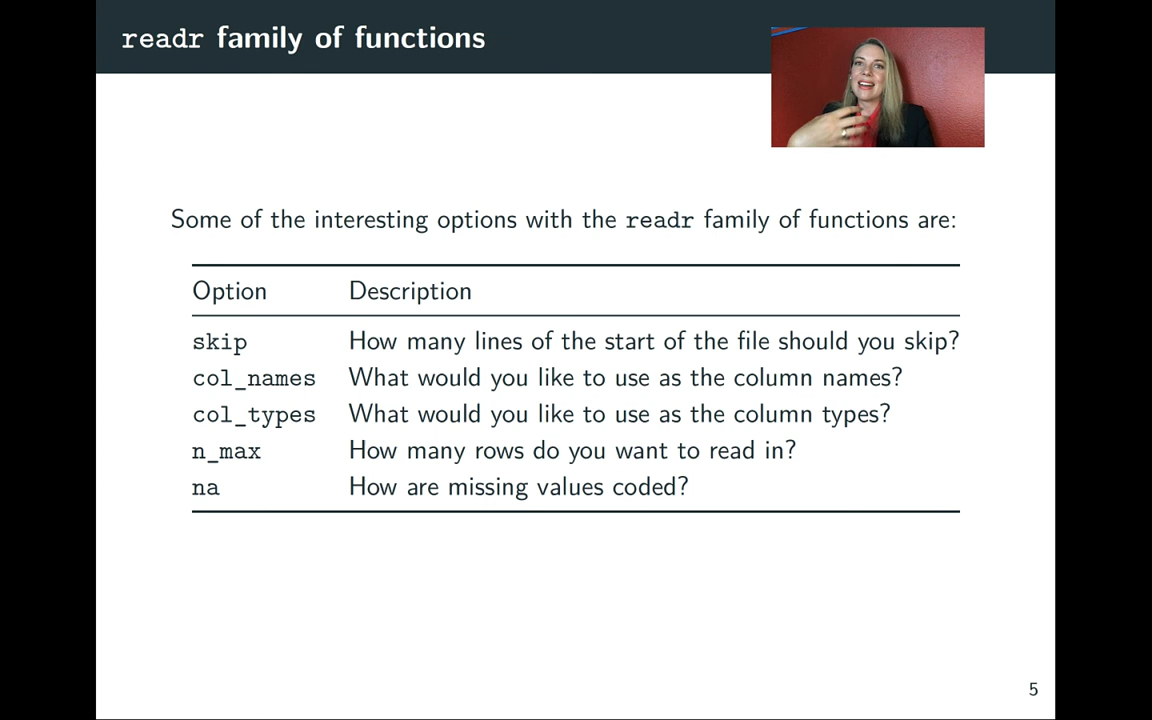 readr family of functions
Some of the interesting options with the readr family of functions are:
Option Description
skip How many lines of the start of the file should you skip?
col_names What would you like to use as the column names?
col_types What would you like to use as the column types?
n_max How many rows do you want to read in?
na How are missing values coded?
5